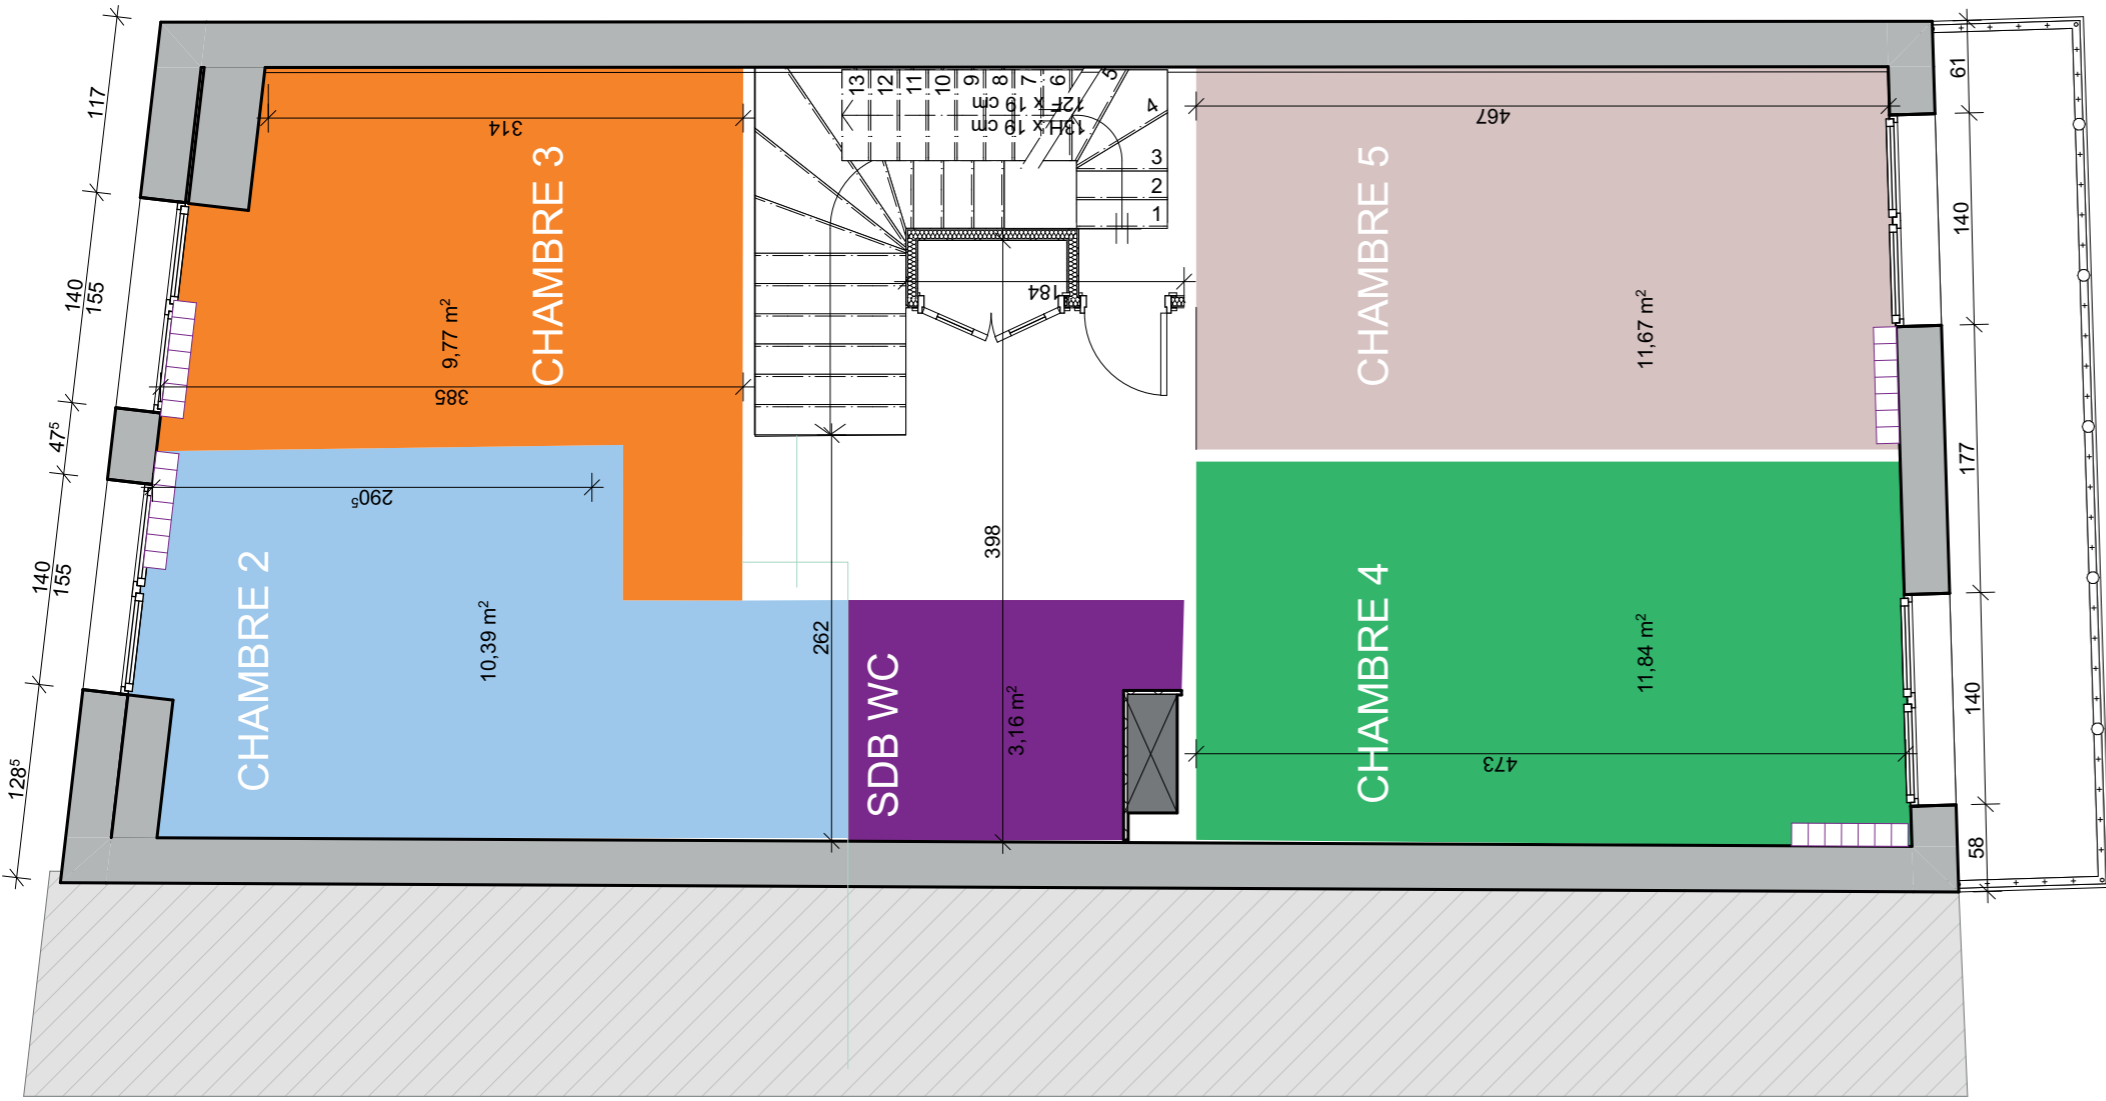 117
140
155
47⁵
140
155
128⁵
314
CHAMBRE 3
9,77 m²
385
290⁵
CHAMBRE 2
10,39 m²
13
12
11
10
9
8
7
6
5
4
3
2
1
13H x 19 cm
12F x 19 cm
184
398
262
SDB WC
3,16 m²
467
CHAMBRE 5
11,67 m²
CHAMBRE 4
11,84 m²
473
61
140
177
140
58